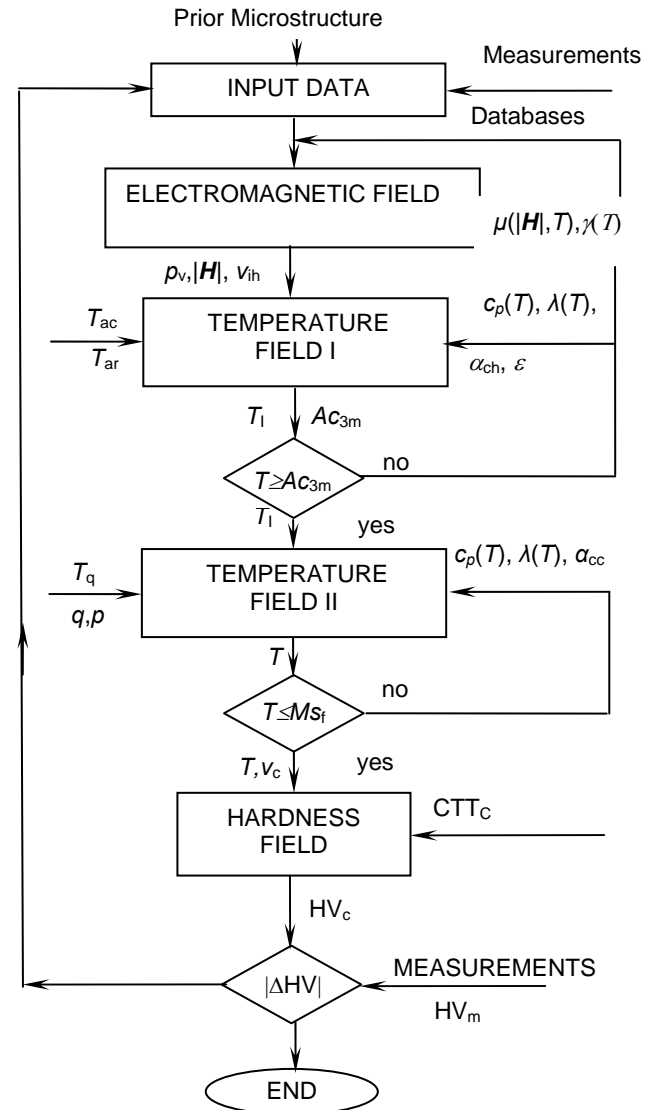 Prior Microstructure
Measurements
INPUT DATA
Databases
ELECTROMAGNETIC FIELD
μ(|H|,T),γ(T)
pv,|H|, vih
Tac
TEMPERATURE
FIELD I
cp(T), λ(T),
Tar
αch, ε
TI
Ac3m
no
T≥Ac3m
TI
yes
Tq
TEMPERATURE
FIELD II
cp(T), λ(T), αcc
q,p
T
no
T≤Msf
T,vc
yes
HARDNESS
FIELD
CTTC
HVc
MEASUREMENTS
|ΔHV|
HVm
END